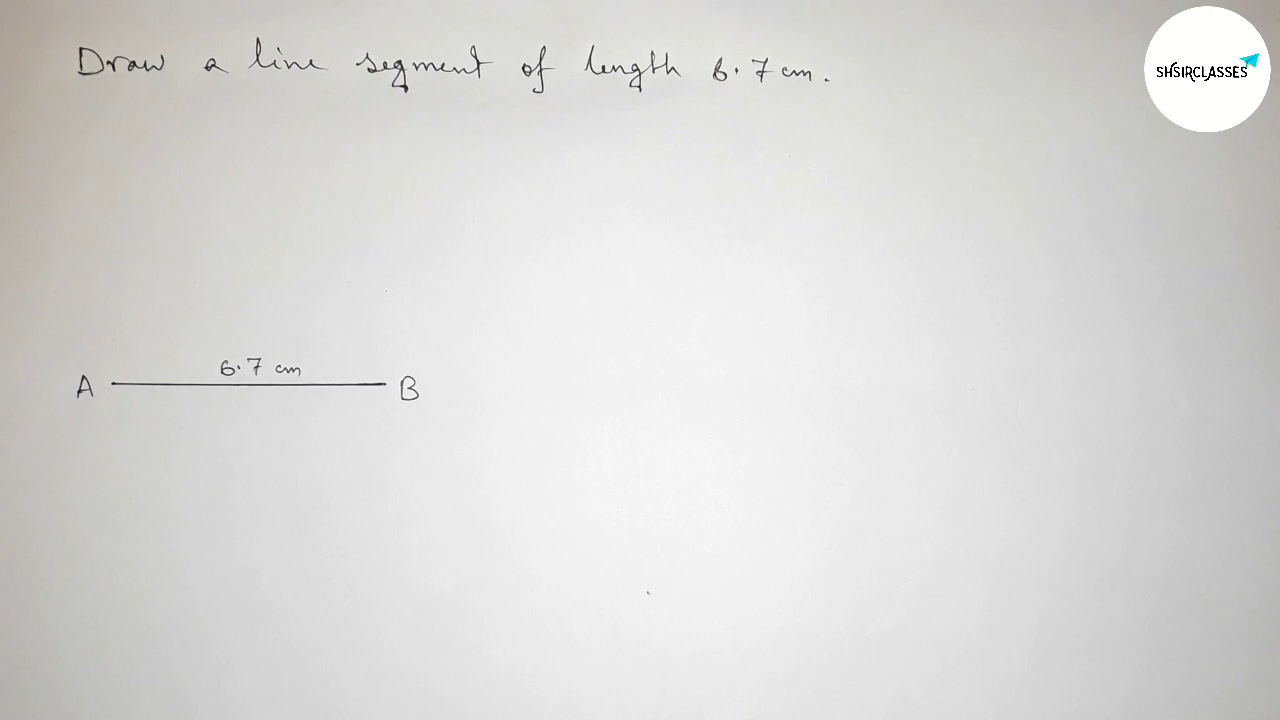 Draw a line segment of length 6.7 cm.
SHSIRCLASSES
6.7 cm
A B